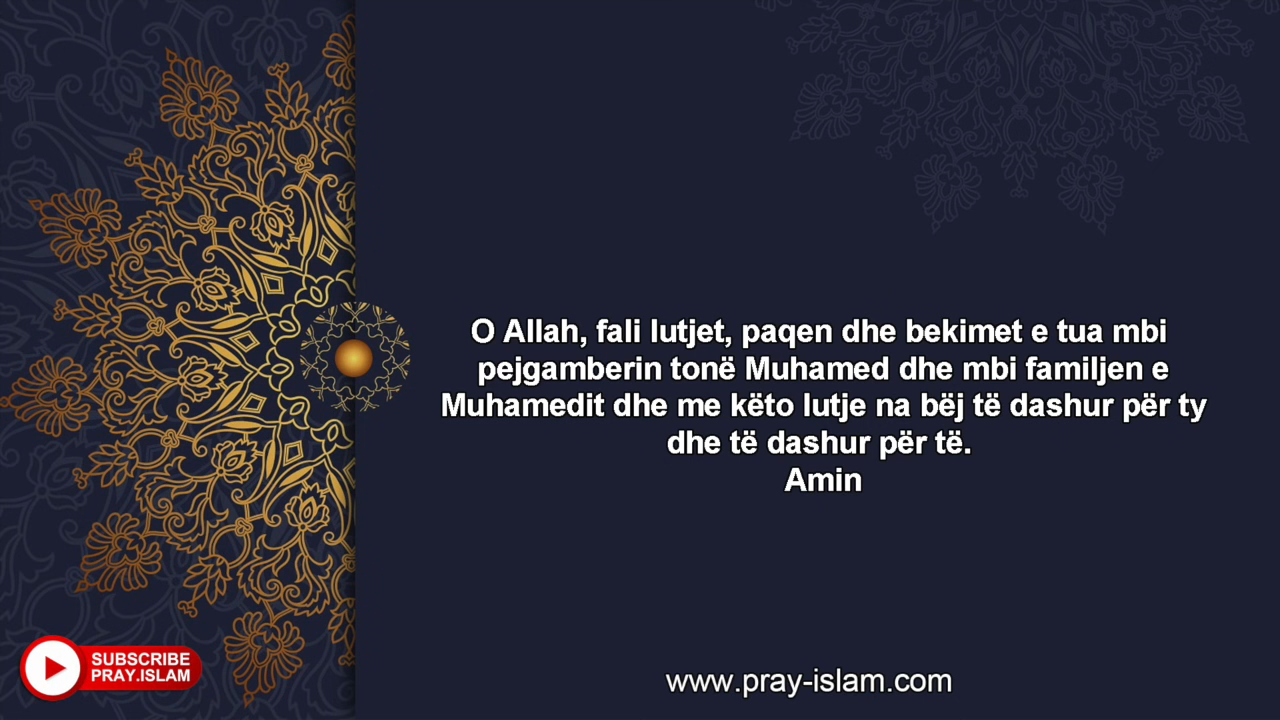 O Allah, fali lutjet, paqen dhe bekimet e tua mbi
pejgamberin tonë Muhamed dhe mbi familjen e
Muhamedit dhe me këto lutje na bëj të dashur për ty
dhe të dashur për të.
Amin
SUBSCRIBE
PRAY.ISLAM
www.pray-islam.com